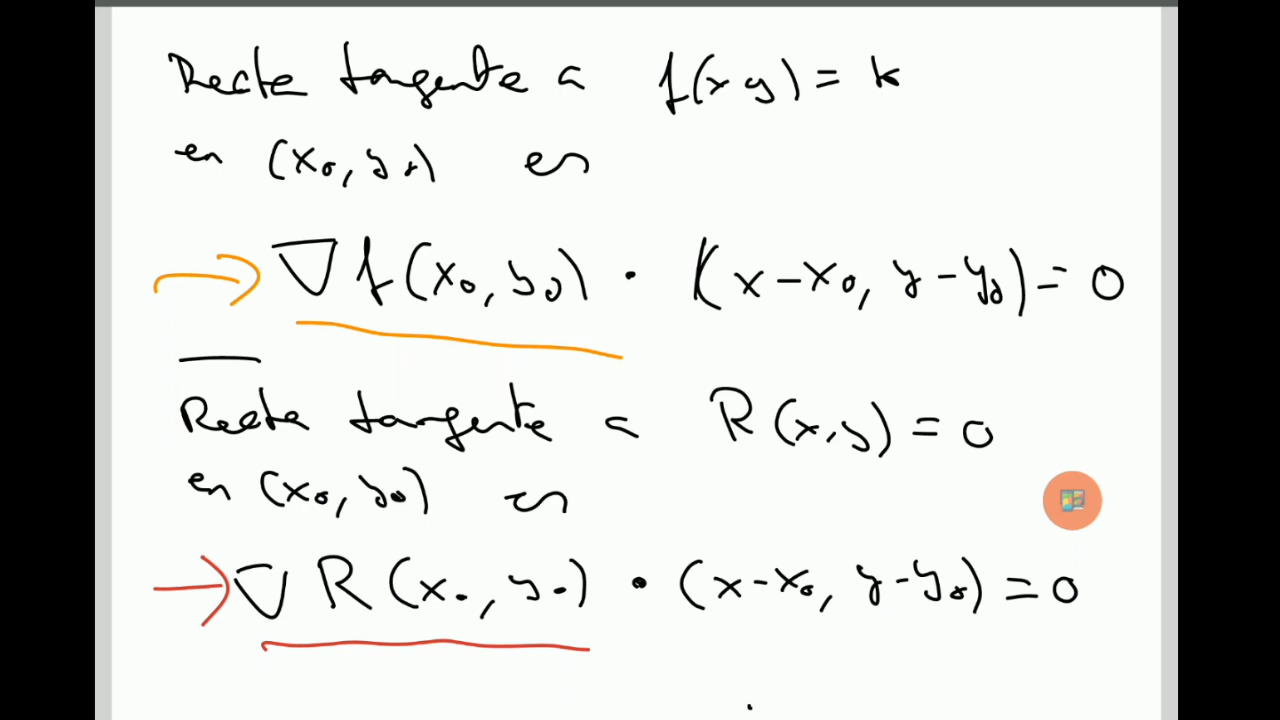 Recta tangente a f(x y) = k
en (x₀, y₀) es
∇f(x₀, y₀) · (x-x₀, y-y₀) = 0
Recta tangente a R(x,y) = 0
en (x₀, y₀) es
∇R(x₀, y₀) · (x-x₀, y-y₀) = 0